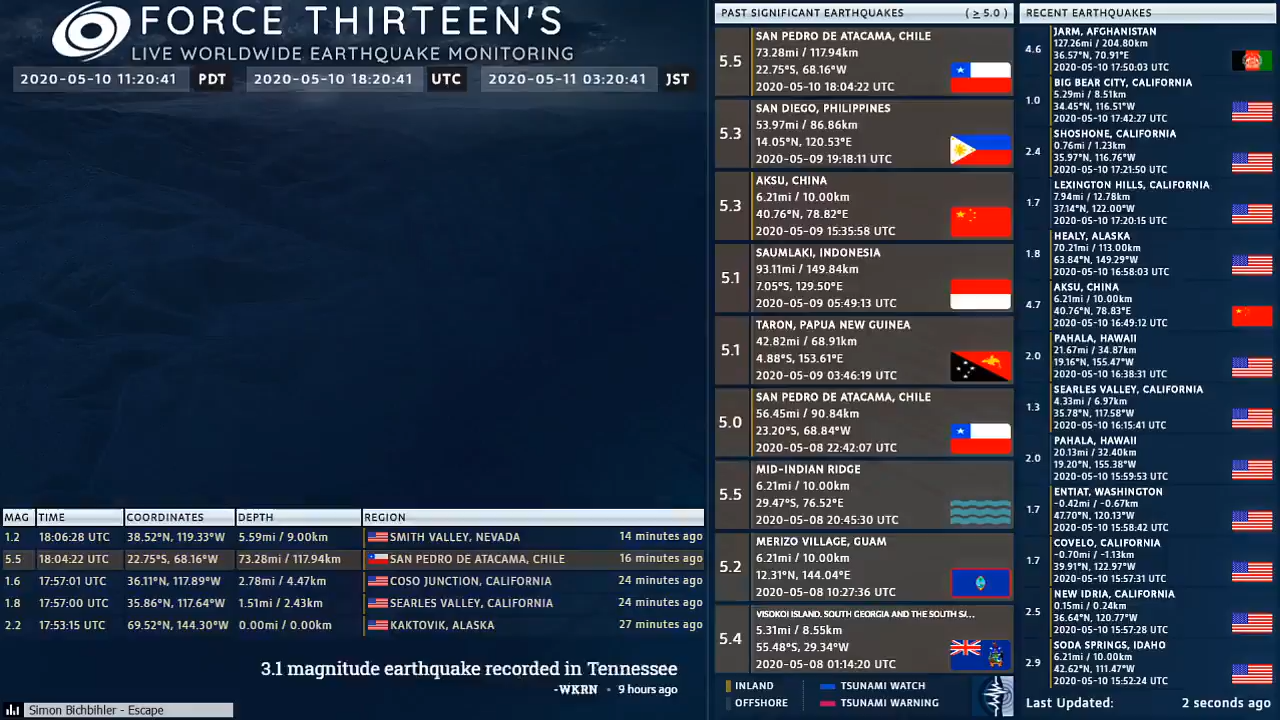 FORCE THIRTEEN'S
LIVE WORLDWIDE EARTHQUAKE MONITORING
2020-05-10 11:20:41 PDT 2020-05-10 18:20:41 UTC 2020-05-11 03:20:41 JST
MAG TIME COORDINATES DEPTH REGION
1.2 18:06:28 UTC 38.52°N, 119.33°W 5.59mi / 9.00km SMITH VALLEY, NEVADA 14 minutes ago
5.5 18:04:22 UTC 22.75°S, 68.16°W 73.28mi / 117.94km SAN PEDRO DE ATACAMA, CHILE 16 minutes ago
1.6 17:57:01 UTC 36.11°N, 117.89°W 2.78mi / 4.47km COSO JUNCTION, CALIFORNIA 24 minutes ago
1.8 17:57:00 UTC 35.86°N, 117.64°W 1.51mi / 2.43km SEARLES VALLEY, CALIFORNIA 24 minutes ago
2.2 17:53:15 UTC 69.52°N, 144.30°W 0.00mi / 0.00km KAKTOVIK, ALASKA 27 minutes ago
3.1 magnitude earthquake recorded in Tennessee
-WKRN • 9 hours ago
Simon Bichbihler - Escape
PAST SIGNIFICANT EARTHQUAKES ( ≥ 5.0 )
5.5
SAN PEDRO DE ATACAMA, CHILE
73.28mi / 117.94km
22.75°S, 68.16°W
2020-05-10 18:04:22 UTC
5.3
SAN DIEGO, PHILIPPINES
53.97mi / 86.86km
14.05°N, 120.53°E
2020-05-09 19:18:11 UTC
5.3
AKSU, CHINA
6.21mi / 10.00km
40.76°N, 78.82°E
2020-05-09 15:35:58 UTC
5.1
SAUMLAKI, INDONESIA
93.11mi / 149.84km
7.05°S, 129.50°E
2020-05-09 05:49:13 UTC
5.1
TARON, PAPUA NEW GUINEA
42.82mi / 68.91km
4.88°S, 153.61°E
2020-05-09 03:46:19 UTC
5.0
SAN PEDRO DE ATACAMA, CHILE
56.45mi / 90.84km
23.20°S, 68.84°W
2020-05-08 22:42:07 UTC
5.5
MID-INDIAN RIDGE
6.21mi / 10.00km
29.47°S, 76.52°E
2020-05-08 20:45:30 UTC
5.2
MERIZO VILLAGE, GUAM
6.21mi / 10.00km
12.31°N, 144.04°E
2020-05-08 10:27:36 UTC
5.4
VISOKOI ISLAND, SOUTH GEORGIA AND THE SOUTH SA...
5.31mi / 8.55km
55.48°S, 29.34°W
2020-05-08 01:14:20 UTC
INLAND TSUNAMI WATCH
OFFSHORE TSUNAMI WARNING
RECENT EARTHQUAKES
4.6
JARM, AFGHANISTAN
127.26mi / 204.80km
36.57°N, 70.91°E
2020-05-10 17:50:03 UTC
1.0
BIG BEAR CITY, CALIFORNIA
5.29mi / 8.51km
34.45°N, 116.51°W
2020-05-10 17:42:27 UTC
2.4
SHOSHONE, CALIFORNIA
0.76mi / 1.23km
35.97°N, 116.76°W
2020-05-10 17:21:50 UTC
1.7
LEXINGTON HILLS, CALIFORNIA
7.94mi / 12.78km
37.14°N, 122.00°W
2020-05-10 17:20:15 UTC
1.8
HEALY, ALASKA
70.21mi / 113.00km
63.84°N, 149.29°W
2020-05-10 16:58:03 UTC
4.7
AKSU, CHINA
6.21mi / 10.00km
40.76°N, 78.83°E
2020-05-10 16:49:12 UTC
2.0
PAHALA, HAWAII
21.67mi / 34.87km
19.16°N, 155.47°W
2020-05-10 16:38:31 UTC
1.3
SEARLES VALLEY, CALIFORNIA
4.33mi / 6.97km
35.78°N, 117.58°W
2020-05-10 16:15:41 UTC
2.0
PAHALA, HAWAII
20.13mi / 32.40km
19.20°N, 155.38°W
2020-05-10 15:59:53 UTC
1.7
ENTIAT, WASHINGTON
-0.42mi / -0.67km
47.70°N, 120.13°W
2020-05-10 15:58:42 UTC
1.7
COVELO, CALIFORNIA
-0.70mi / -1.13km
39.91°N, 122.97°W
2020-05-10 15:57:31 UTC
2.5
NEW IDRIA, CALIFORNIA
0.15mi / 0.24km
36.64°N, 120.77°W
2020-05-10 15:57:28 UTC
2.9
SODA SPRINGS, IDAHO
6.21mi / 10.00km
42.62°N, 111.47°W
2020-05-10 15:52:24 UTC
Last Updated: 2 seconds ago